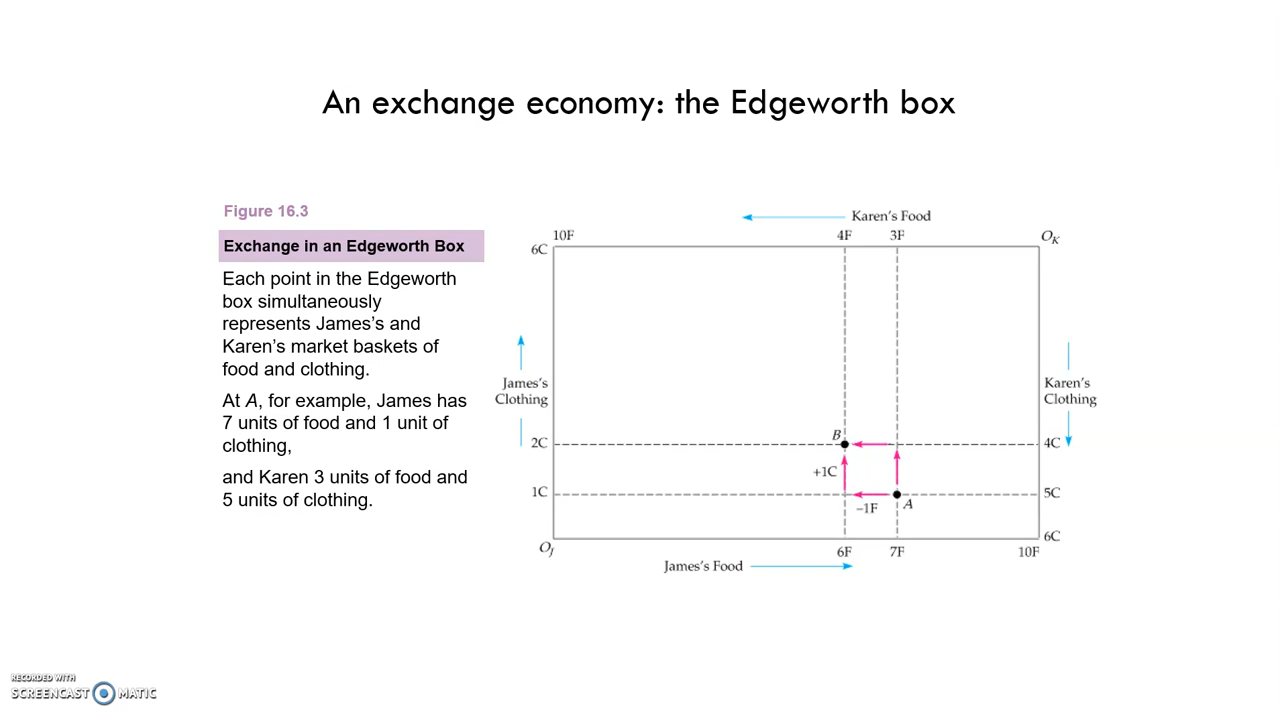 An exchange economy: the Edgeworth box
Figure 16.3
Exchange in an Edgeworth Box
Each point in the Edgeworth
box simultaneously
represents James's and
Karen's market baskets of
food and clothing.
At A, for example, James has
7 units of food and 1 unit of
clothing,
and Karen 3 units of food and
5 units of clothing.
Karen's Food
10F 4F 3F O_K
6C
James's
Clothing
Karen's
Clothing
B
2C 4C
+1C
1C 5C
–1F A
6C
O_J 6F 7F 10F
James's Food
RECORDED WITH
SCREENCAST MATIC